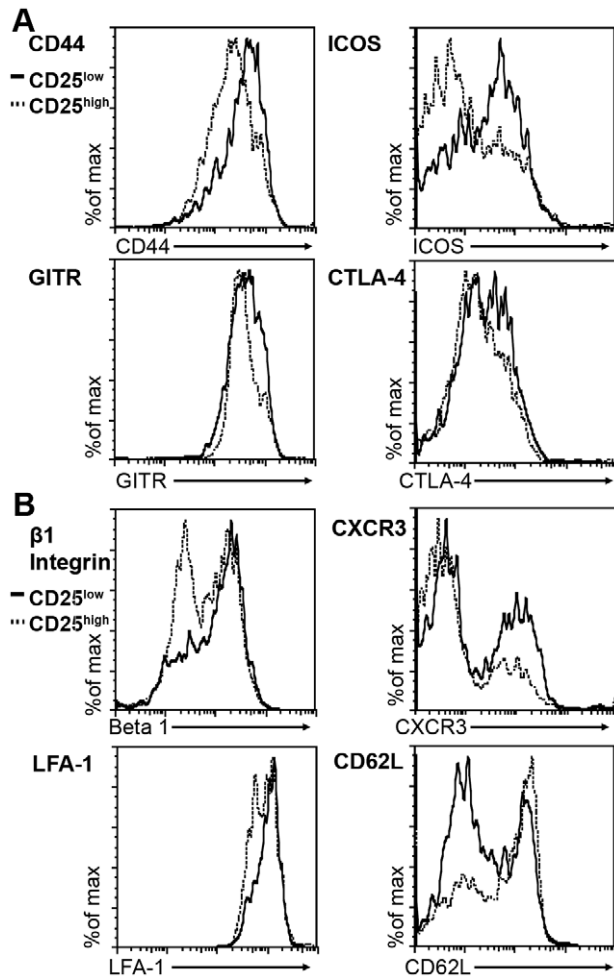 A
CD44
CD25low
CD25high
%of max
CD44
ICOS
%of max
ICOS
GITR
%of max
GITR
CTLA-4
%of max
CTLA-4
B
β1
Integrin
CD25low
CD25high
%of max
Beta 1
CXCR3
%of max
CXCR3
LFA-1
%of max
LFA-1
CD62L
%of max
CD62L